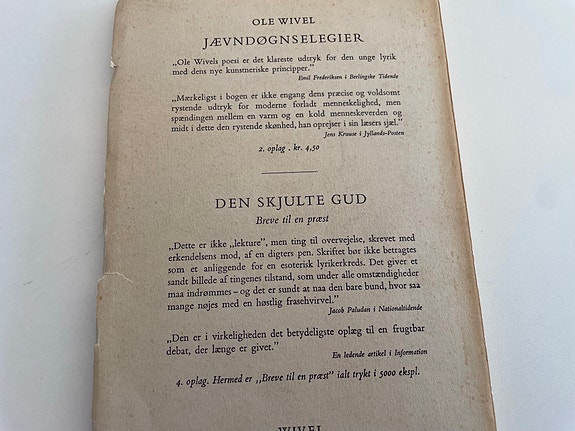 OLE WIVEL
JÆVNDØGNSELEGIER
„Ole Wivels poesi er det klareste udtryk for den unge lyrik
med dens nye kunstneriske principper.”
Emil Frederiksen i Berlingske Tidende
„Mærkeligst i bogen er ikke engang dens præcise og voldsomt
rystende udtryk for moderne forladt menneskelighed, men
spændingen mellem en varm og en kold menneskeverden og
midt i dette den rystende skønhed, han oprejser i sin læsers sjæl.”
Jens Kruuse i Jyllands-Posten
2. oplag . kr. 4,50
DEN SKJULTE GUD
Breve til en præst
„Dette er ikke „lekture”, men ting til overvejelse, skrevet med
erkendelsens mod, af en digters pen. Skriftet bør ikke betragtes
som et anliggende for en esoterisk lyrikerkreds. Det giver et
sandt billede af tingenes tilstand, som under alle omstændigheder
maa indrømmes – og det er sundt at naa den bare bund, hvor saa
mange nøjes med en høstlig frasehvirvel.”
Jacob Paludan i Nationaltidende
„Den er i virkeligheden det betydeligste oplæg til en frugtbar
debat, der længe er givet.”
En ledende artikel i Information
4. oplag. Hermed er „Breve til en præst” ialt trykt i 5000 ekspl.
WIVEL